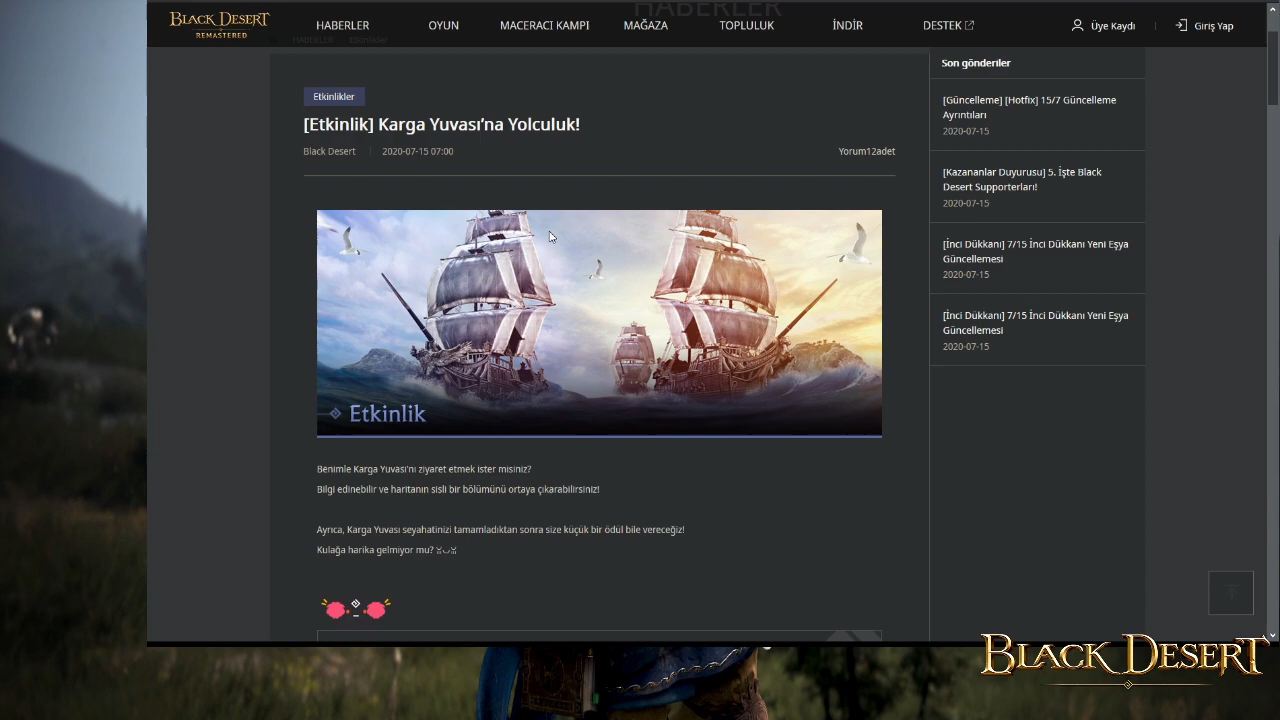 HABERLER
BLACK DESERT
REMASTERED
HABERLER
OYUN
MACERACI KAMPI
MAĞAZA
TOPLULUK
İNDİR
DESTEK
Üye Kaydı
Giriş Yap
HABERLER Etkinlikler
Etkinlikler
[Etkinlik] Karga Yuvası’na Yolculuk!
Black Desert
2020-07-15 07:00
Yorum12adet
Etkinlik
Benimle Karga Yuvası'nı ziyaret etmek ister misiniz?
Bilgi edinebilir ve haritanın sisli bir bölümünü ortaya çıkarabilirsiniz!
Ayrıca, Karga Yuvası seyahatinizi tamamladıktan sonra size küçük bir ödül bile vereceğiz!
Kulağa harika gelmiyor mu? ⩙◡⩙
Son gönderiler
[Güncelleme] [Hotfix] 15/7 Güncelleme
Ayrıntıları
2020-07-15
[Kazananlar Duyurusu] 5. İşte Black
Desert Supporterları!
2020-07-15
[İnci Dükkanı] 7/15 İnci Dükkanı Yeni Eşya
Güncellemesi
2020-07-15
[İnci Dükkanı] 7/15 İnci Dükkanı Yeni Eşya
Güncellemesi
2020-07-15
BLACK DESERT